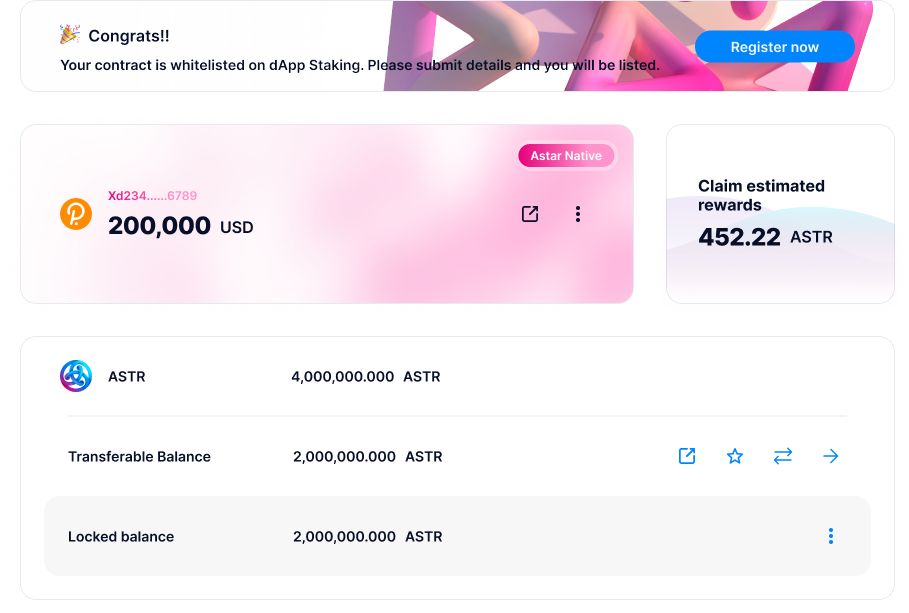 🎉 Congrats!!
Your contract is whitelisted on dApp Staking. Please submit details and you will be listed.
Register now
Astar Native
Xd234......6789
200,000 USD
Claim estimated
rewards
452.22 ASTR
ASTR 4,000,000.000 ASTR
Transferable Balance 2,000,000.000 ASTR
Locked balance 2,000,000.000 ASTR